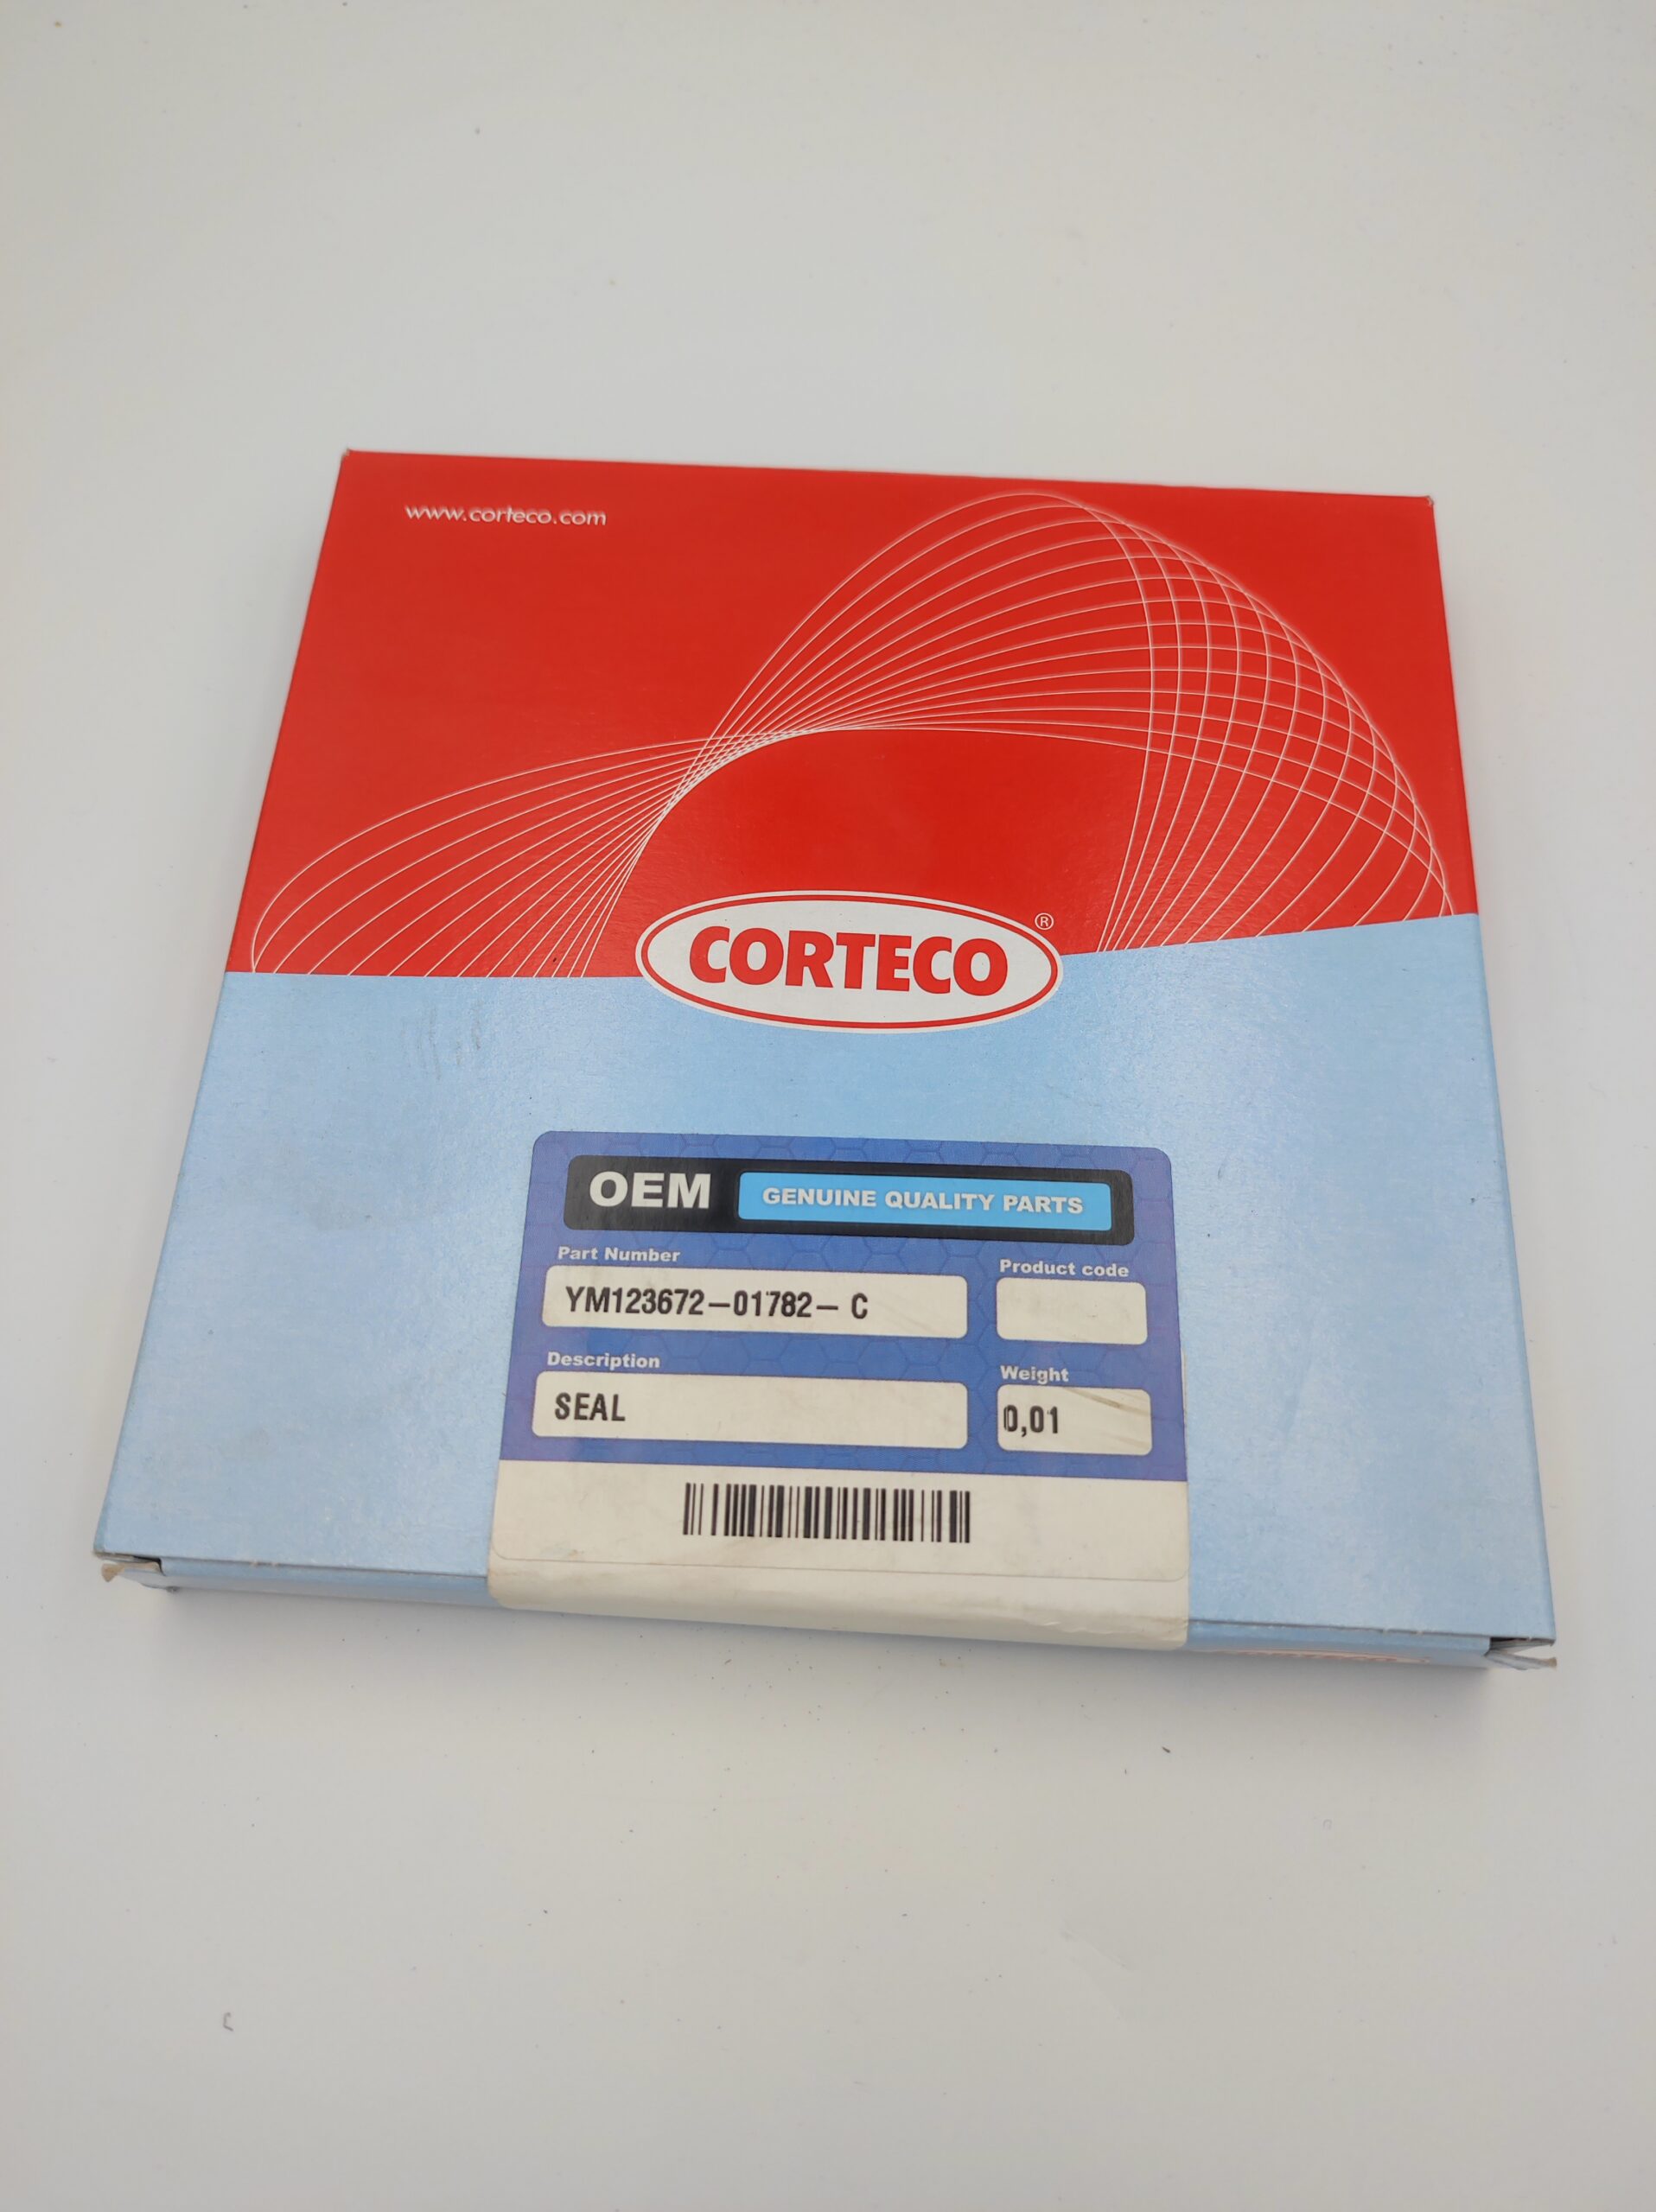 www.corteco.com
CORTECO ®
OEM GENUINE QUALITY PARTS
Part Number
Product code
YM123672-01782- C
Description
Weight
SEAL
0,01